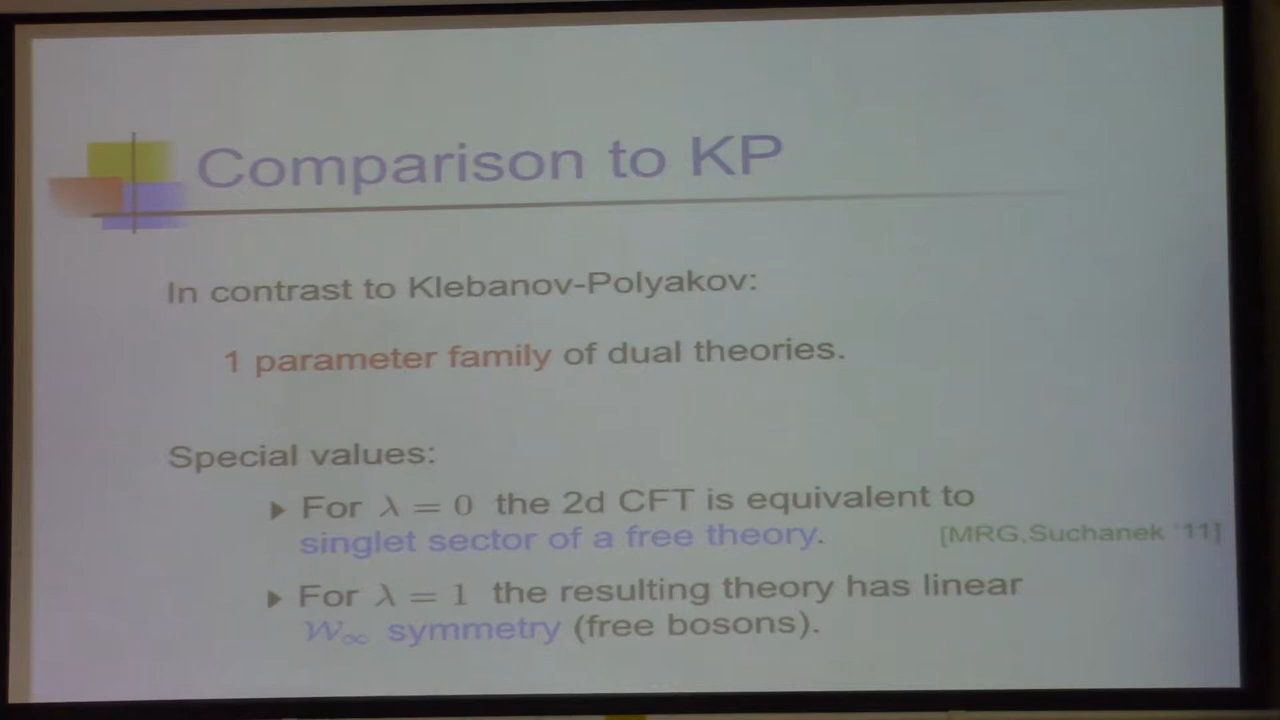 Comparison to KP
In contrast to Klebanov-Polyakov:
1 parameter family of dual theories.
Special values:
▶ For λ = 0 the 2d CFT is equivalent to
singlet sector of a free theory. [MRG,Suchanek '11]
▶ For λ = 1 the resulting theory has linear
𝒲∞ symmetry (free bosons).